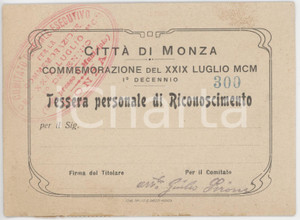 CITTÀ DI MONZA
COMMEMORAZIONE DEL XXIX LUGLIO MCM
1° DECENNIO
300
Tessera personale di Riconoscimento
per il Sig.
Firma del Titolare
Per il Comitato
Charta